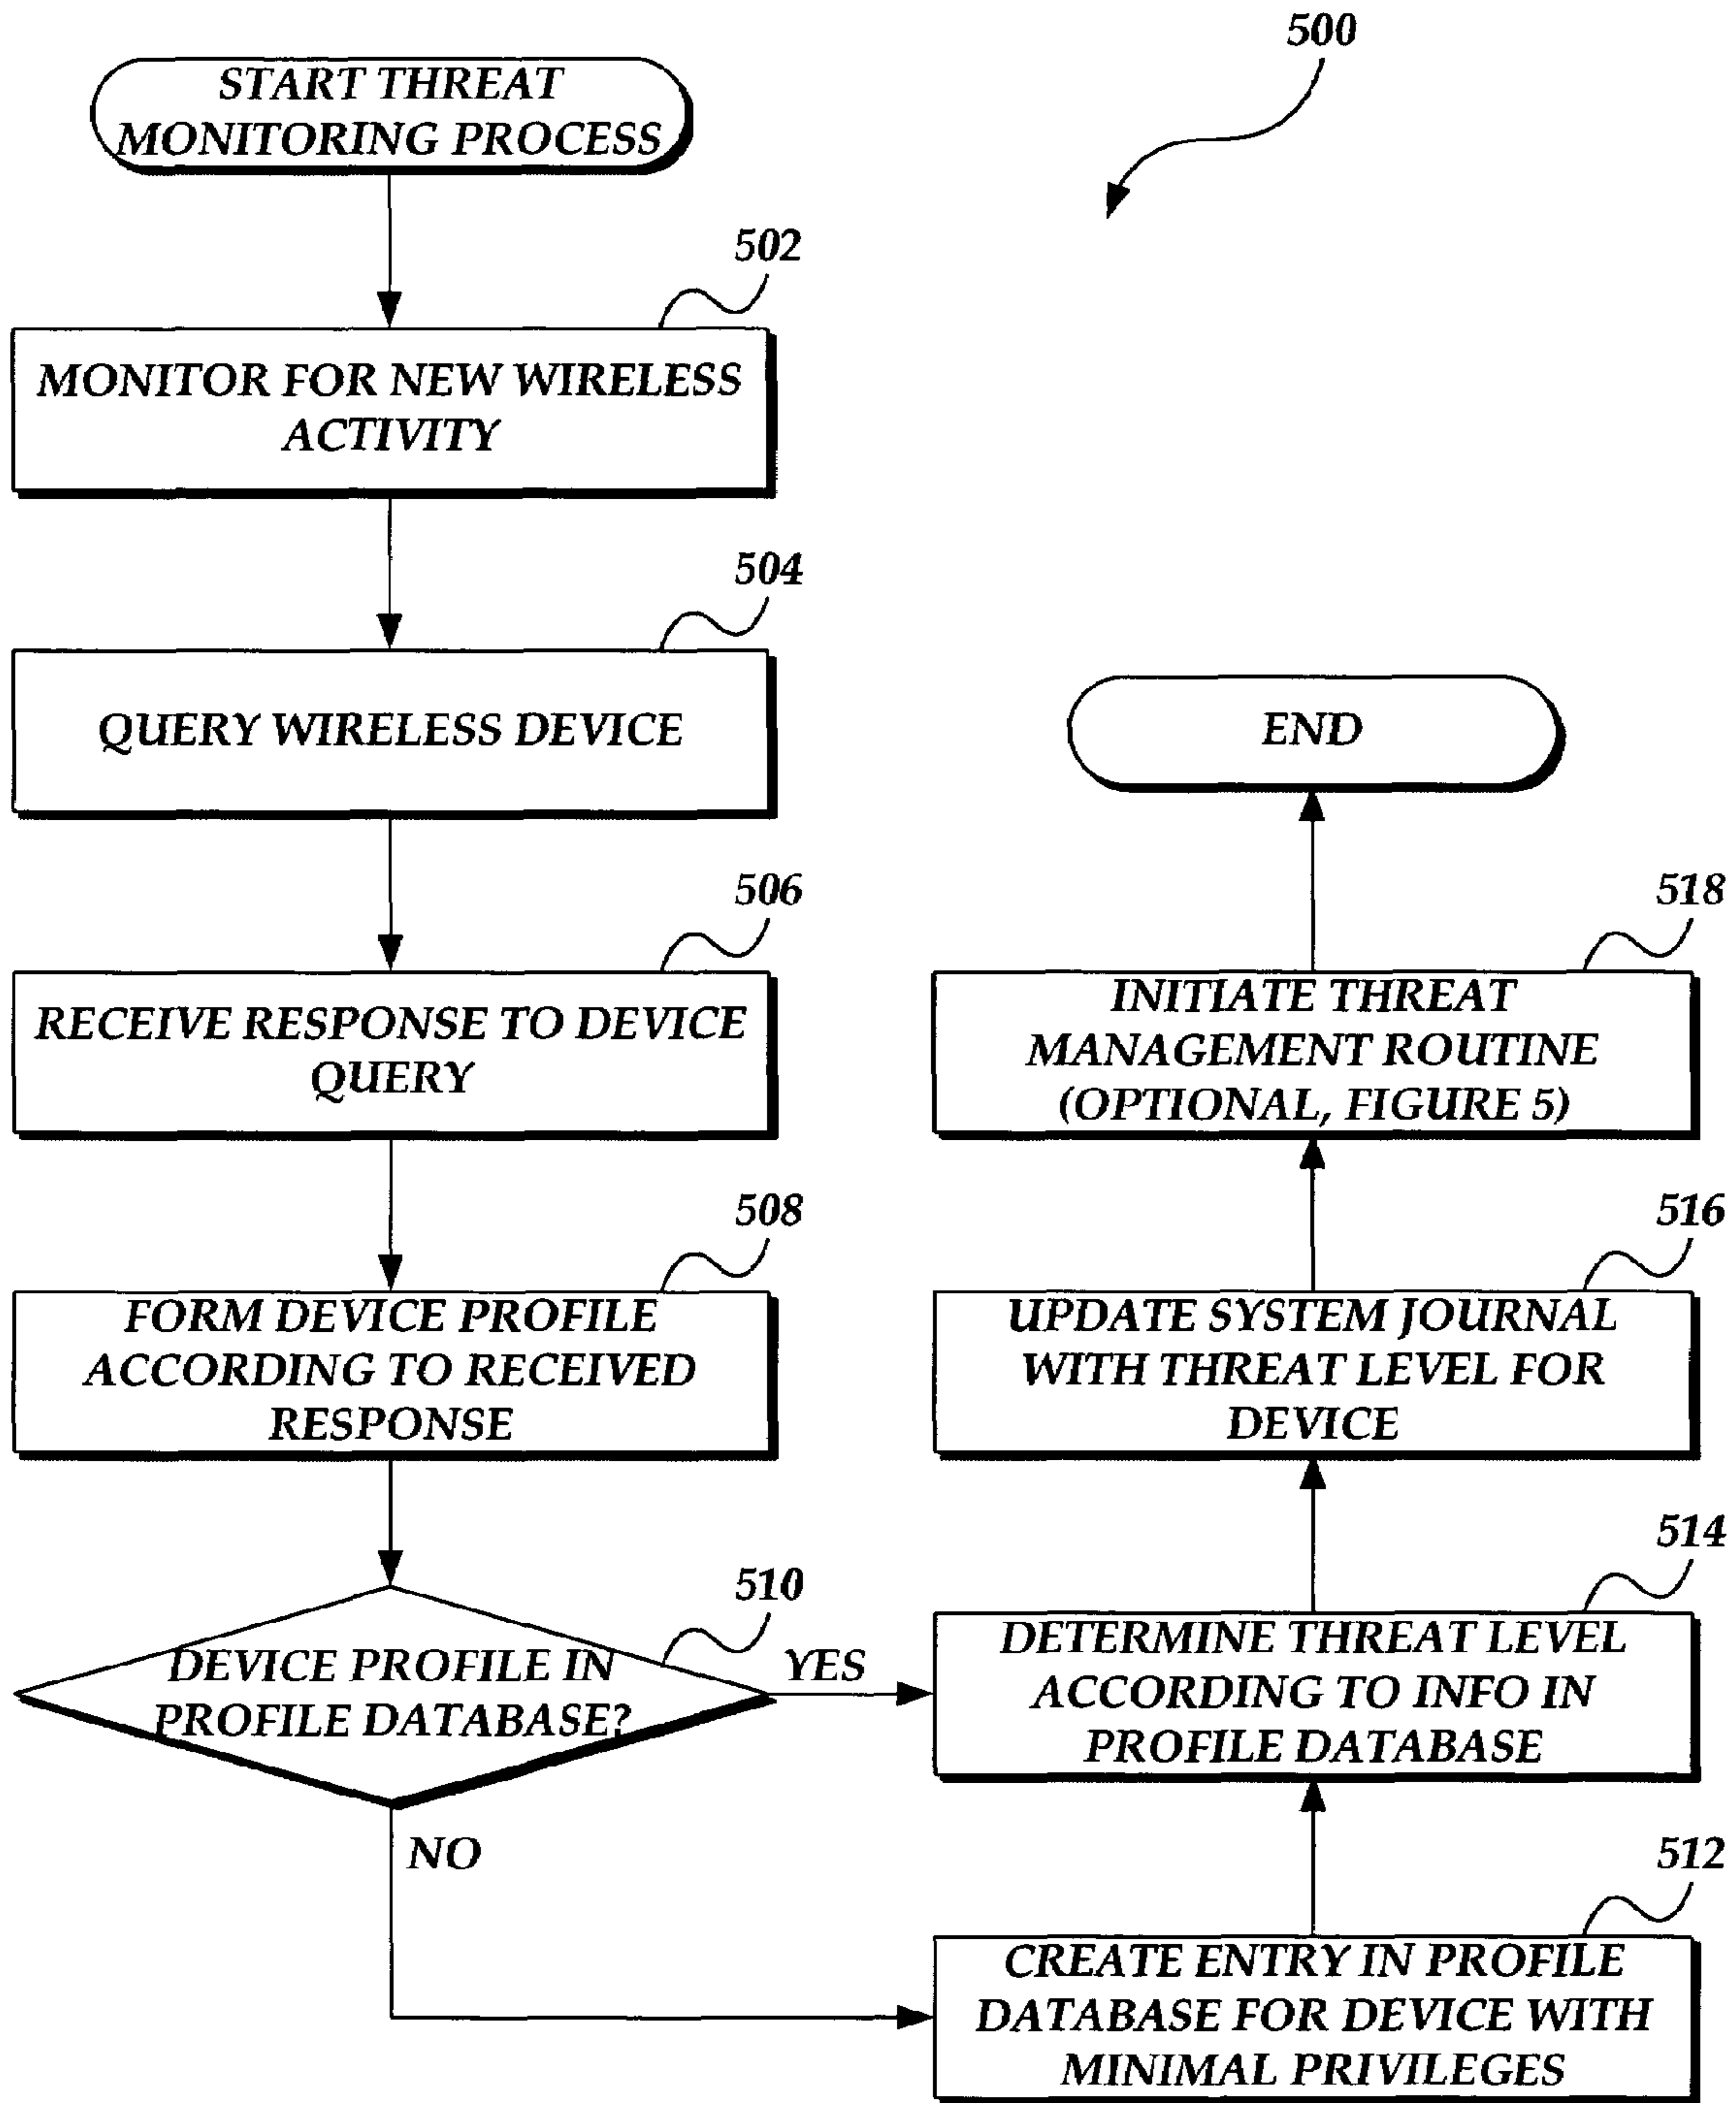 500
START THREAT
MONITORING PROCESS
502
MONITOR FOR NEW WIRELESS
ACTIVITY
504
QUERY WIRELESS DEVICE
506
RECEIVE RESPONSE TO DEVICE
QUERY
508
FORM DEVICE PROFILE
ACCORDING TO RECEIVED
RESPONSE
510
DEVICE PROFILE IN
PROFILE DATABASE?
YES
NO
512
CREATE ENTRY IN PROFILE
DATABASE FOR DEVICE WITH
MINIMAL PRIVILEGES
514
DETERMINE THREAT LEVEL
ACCORDING TO INFO IN
PROFILE DATABASE
516
UPDATE SYSTEM JOURNAL
WITH THREAT LEVEL FOR
DEVICE
518
INITIATE THREAT
MANAGEMENT ROUTINE
(OPTIONAL, FIGURE 5)
END